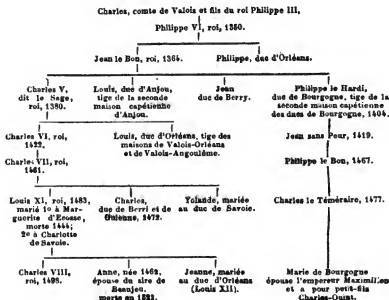 Charles, comte de Valois et fils du roi Philippe III,
Philippe VI, roi, 1350.
Jean le Bon, roi, 1364. Philippe, duc d'Orléans.
Charles V, Louis, duc d'Anjou, Jean Philippe le Hardi,
dit le Sage, tige de la seconde duc de Berry. duc de Bourgogne, tige de la
roi, 1380. maison capétienne seconde maison capétienne
d'Anjou. des ducs de Bourgogne, 1404.
Charles VI, roi, Louis, duc d'Orléans, tige des Jean sans Peur, 1419.
1422. maisons de Valois-Orléans
et de Valois-Angoulême.
Charles VII, roi, Philippe le Bon, 1467.
1461.
Louis XI, roi, 1483, Charles, Yolande, mariée Charles le Téméraire, 1477.
marié 1o à Mar- duc de Berri et de au duc de Savoie.
guerite d'Ecosse, Guienne, 1472.
morte 1444;
2o à Charlotte
de Savoie.
Charles VIII, Anne, née 1462, Jeanne, mariée Marie de Bourgogne
roi, 1498. épouse du sire de au duc d'Orléans épouse l'empereur Maximilien
Beaujeu. (Louis XII). et a pour petit-fils
morte en 1522. Charles-Quint.